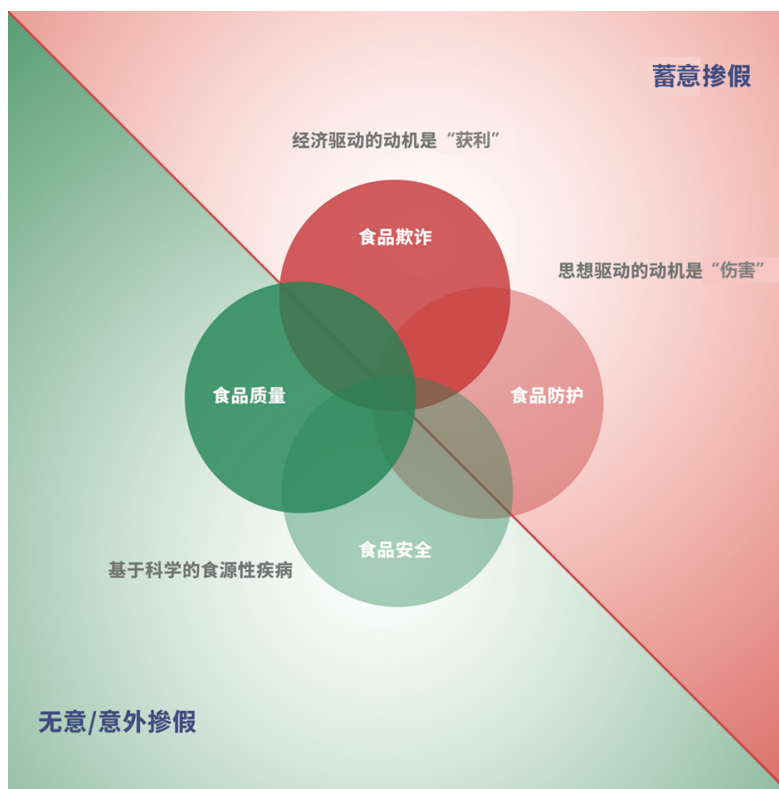 蓄意掺假
经济驱动的动机是“获利”
食品欺诈
思想驱动的动机是“伤害”
食品质量
食品防护
食品安全
基于科学的食源性疾病
无意/意外掺假